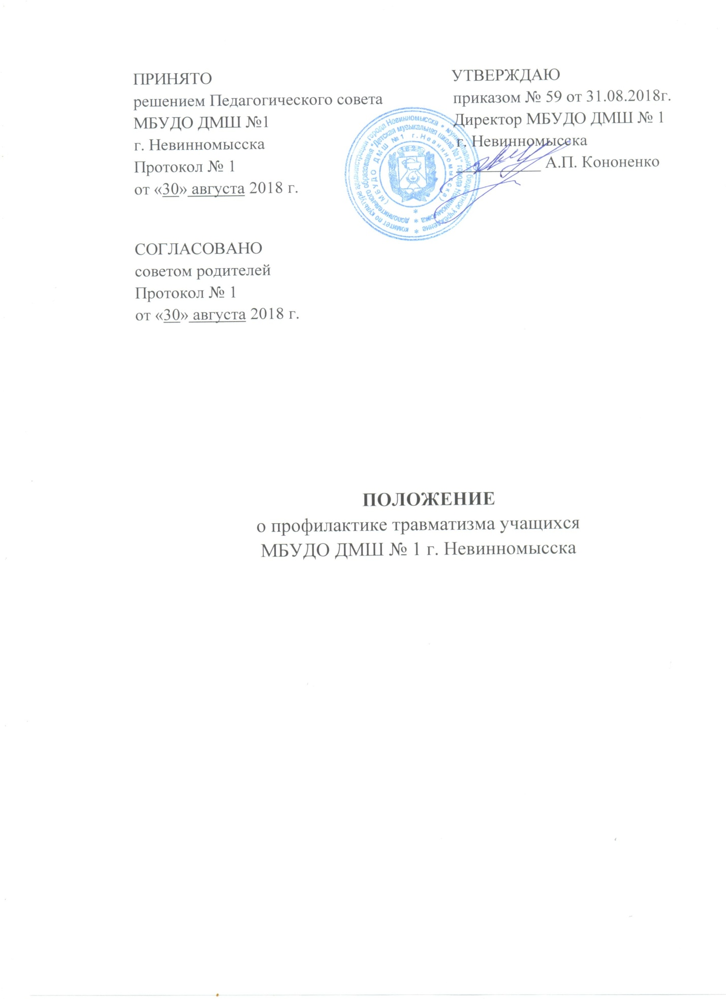 ПРИНЯТО
решением Педагогического совета
МБУДО ДМШ №1
г. Невинномысска
Протокол № 1
от «30» августа 2018 г.
УТВЕРЖДАЮ
приказом № 59 от 31.08.2018г.
Директор МБУДО ДМШ № 1
г. Невинномысска
А.П. Кононенко
комитет по культуре администрации города Невинномысска * муниципальное бюджетное учреждение *
дополнительного образования "Детская музыкальная школа №1" города Невинномысска *
(МБУДО ДМШ №1 г.Невинномысска) *
СОГЛАСОВАНО
советом родителей
Протокол № 1
от «30» августа 2018 г.
ПОЛОЖЕНИЕ
о профилактике травматизма учащихся
МБУДО ДМШ № 1 г. Невинномысска